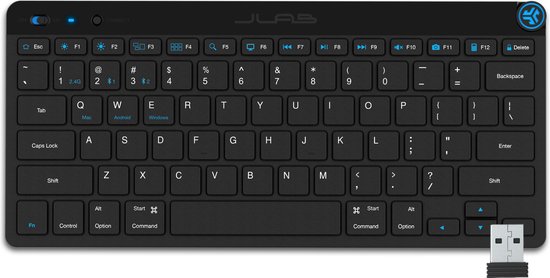 JLAB
Esc F1 F2 F3 F4 F5 F6 F7 F8 F9 F10 F11 F12 Delete
~ ! @ # $ % ^ & * ( ) _ +
` 1 2.4G 2 1 3 2 4 5 6 7 8 9 0 - = Backspace
Tab Q W E R T Y U I O P { } |
Mac Android Windows [ ] \
Caps Lock A S D F G H J K L : " Enter
; '
Shift Z X C V B N M < > ? Shift
, . /
Alt Start ⌘ ⌘ Start Alt
Fn Control Option Command Command Option